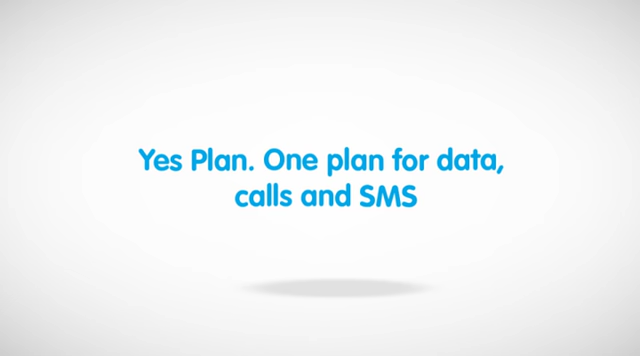 Yes Plan. One plan for data,
calls and SMS